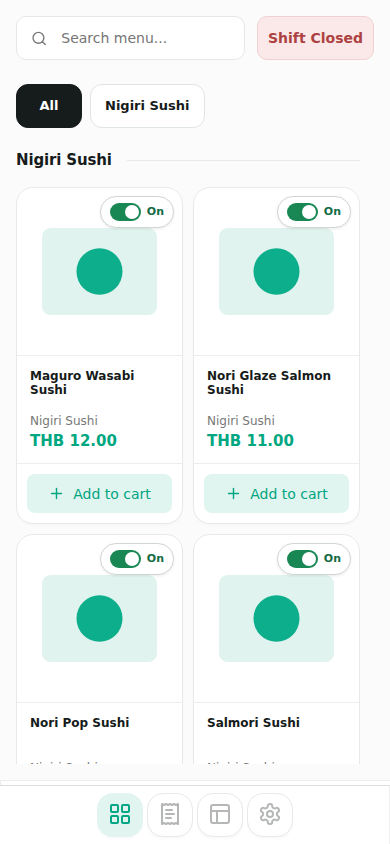 Search menu...
Shift Closed
All
Nigiri Sushi
Nigiri Sushi
On
On
Maguro Wasabi
Sushi
Nigiri Sushi
THB 12.00
Add to cart
Nori Glaze Salmon
Sushi
Nigiri Sushi
THB 11.00
Add to cart
On
On
Nori Pop Sushi
Salmori Sushi